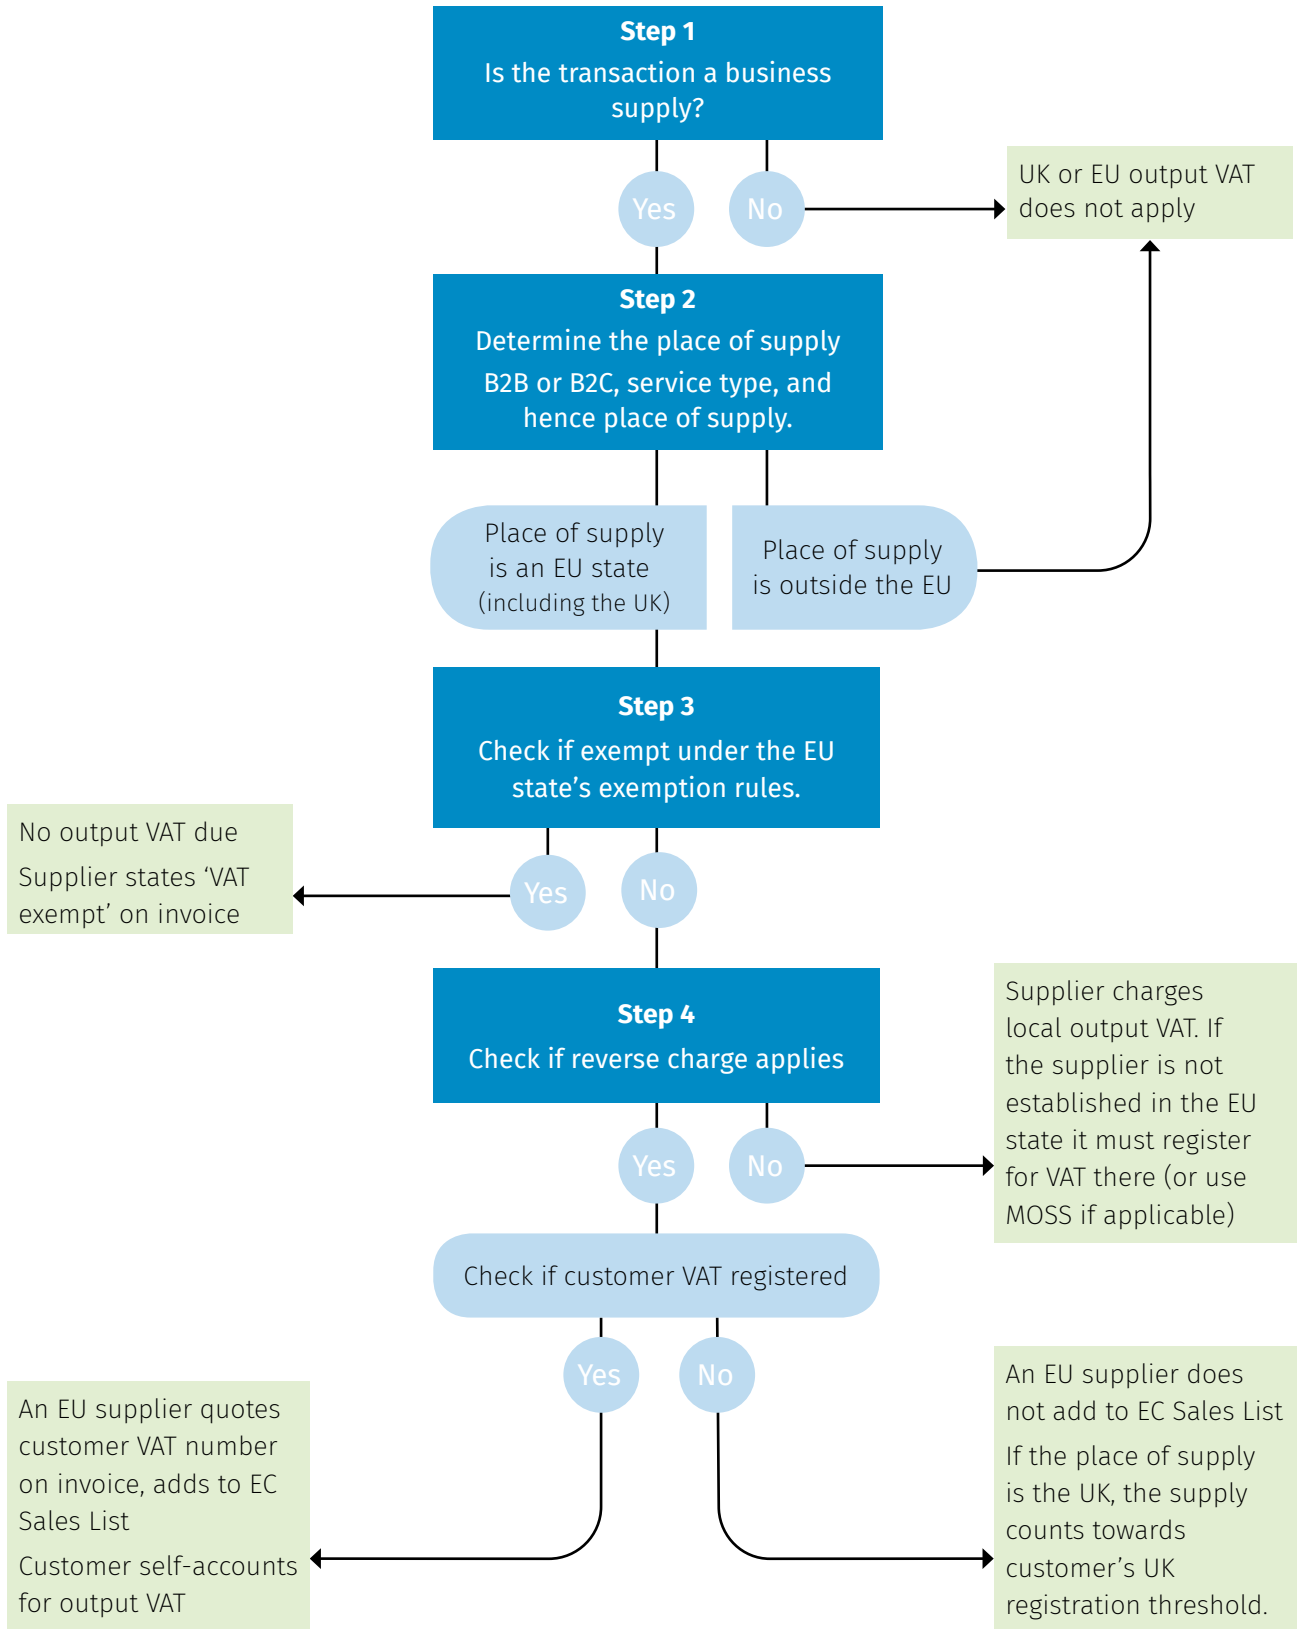 Step 1
Is the transaction a business
supply?
Yes
No
UK or EU output VAT
does not apply
Step 2
Determine the place of supply
B2B or B2C, service type, and
hence place of supply.
Place of supply
is an EU state
(including the UK)
Place of supply
is outside the EU
Step 3
Check if exempt under the EU
state’s exemption rules.
No output VAT due
Supplier states ‘VAT
exempt’ on invoice
Yes
No
Step 4
Check if reverse charge applies
Supplier charges
local output VAT. If
the supplier is not
established in the EU
state it must register
for VAT there (or use
MOSS if applicable)
Yes
No
Check if customer VAT registered
Yes
No
An EU supplier quotes
customer VAT number
on invoice, adds to EC
Sales List
Customer self-accounts
for output VAT
An EU supplier does
not add to EC Sales List
If the place of supply
is the UK, the supply
counts towards
customer’s UK
registration threshold.